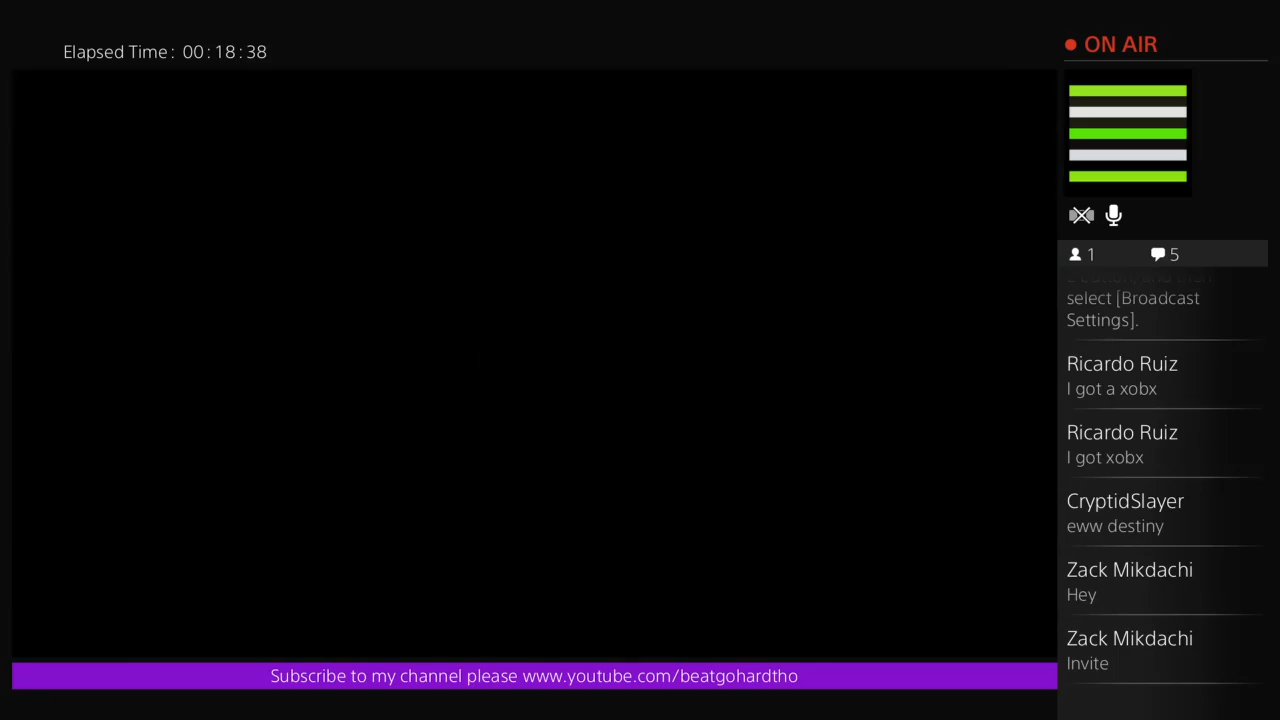 Elapsed Time: 00:18:38
ON AIR
1 5
select [Broadcast
Settings].
Ricardo Ruiz
I got a xobx
Ricardo Ruiz
I got xobx
CryptidSlayer
eww destiny
Zack Mikdachi
Hey
Zack Mikdachi
Invite
Subscribe to my channel please www.youtube.com/beatgohardtho